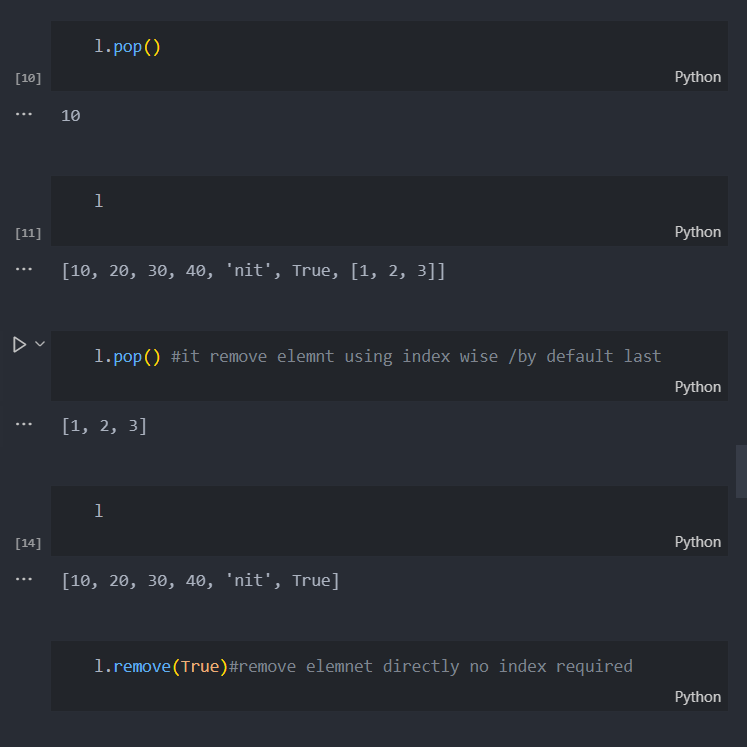 l.pop()
[10]
Python
10
l
[11]
Python
[10, 20, 30, 40, 'nit', True, [1, 2, 3]]
l.pop() #it remove elemnt using index wise /by default last
Python
[1, 2, 3]
l
[14]
Python
[10, 20, 30, 40, 'nit', True]
l.remove(True)#remove elemnet directly no index required
Python